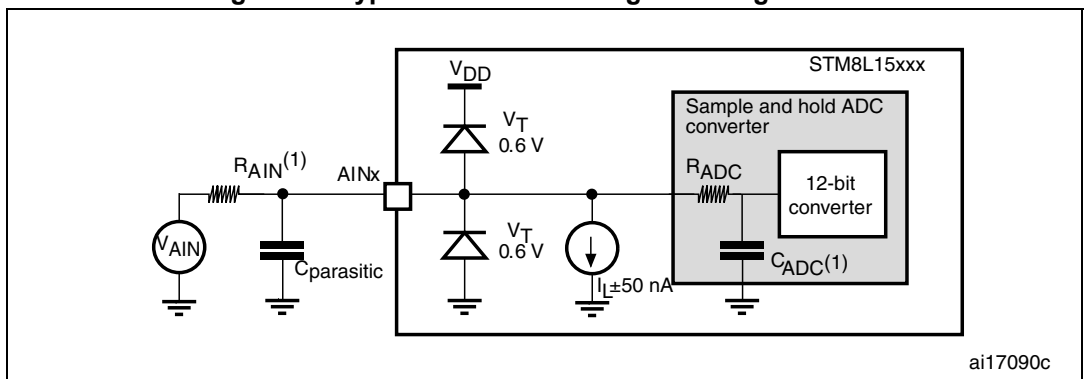 STM8L15xxx
VDD
Sample and hold ADC
converter
VT
0.6 V
RAIN(1)
AINx
RADC
12-bit
converter
VAIN
Cparasitic
VT
0.6 V
IL±50 nA
CADC(1)
ai17090c